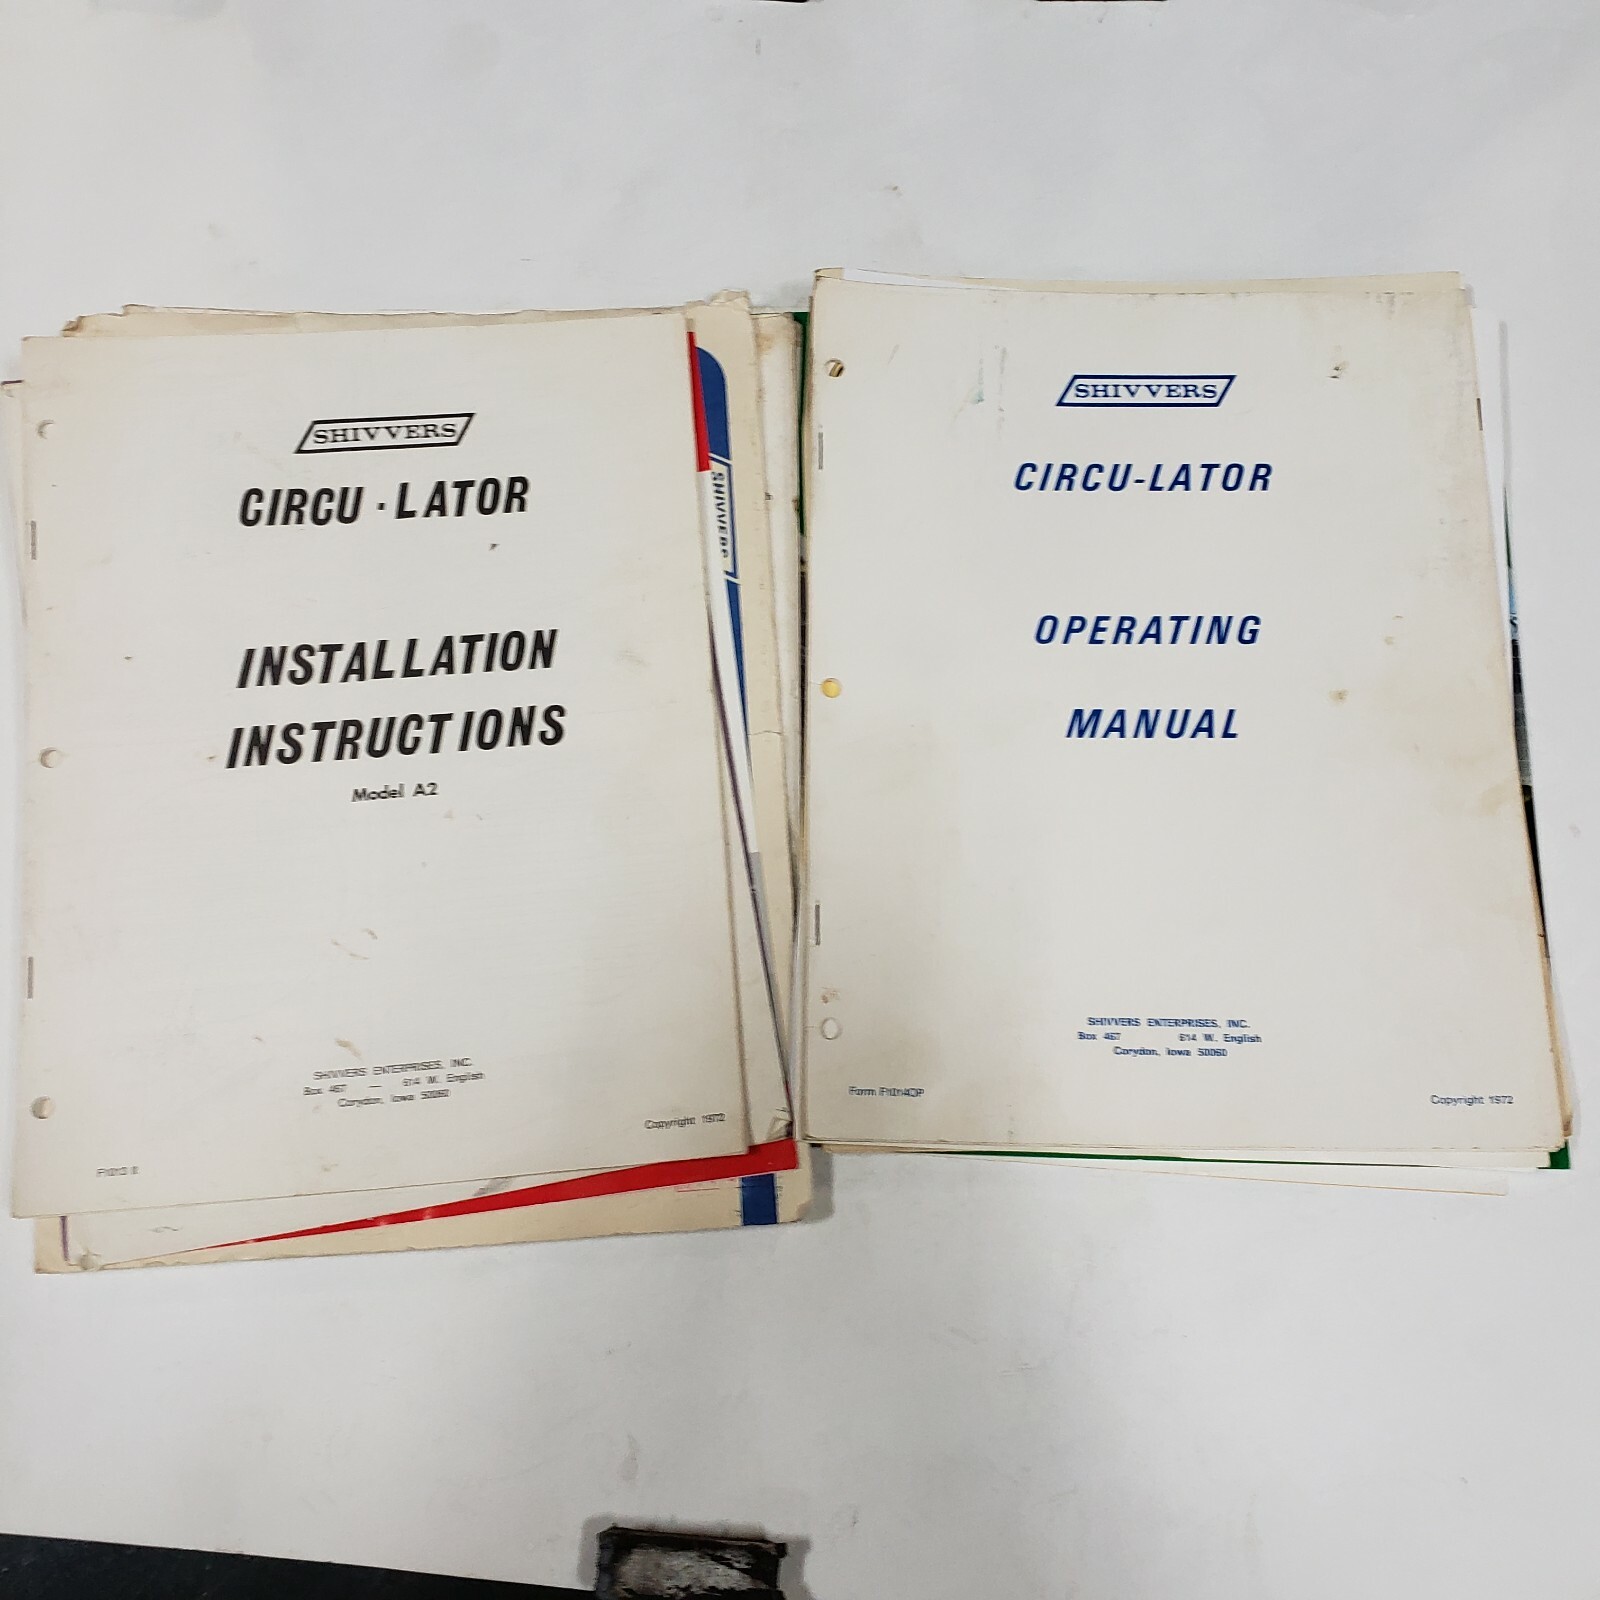 SHIVVERS
CIRCU-LATOR
INSTALLATION
INSTRUCTIONS
Model A2
SHIVVERS ENTERPRISES, INC.
Box 467 — 614 W. English
Corydon, Iowa 50060
Copyright 1972
SHIVVERS
SHIVVERS
CIRCU-LATOR
OPERATING
MANUAL
SHIVVERS ENTERPRISES, INC.
Box 467 614 W. English
Corydon, Iowa 50060
Form
Copyright 1972